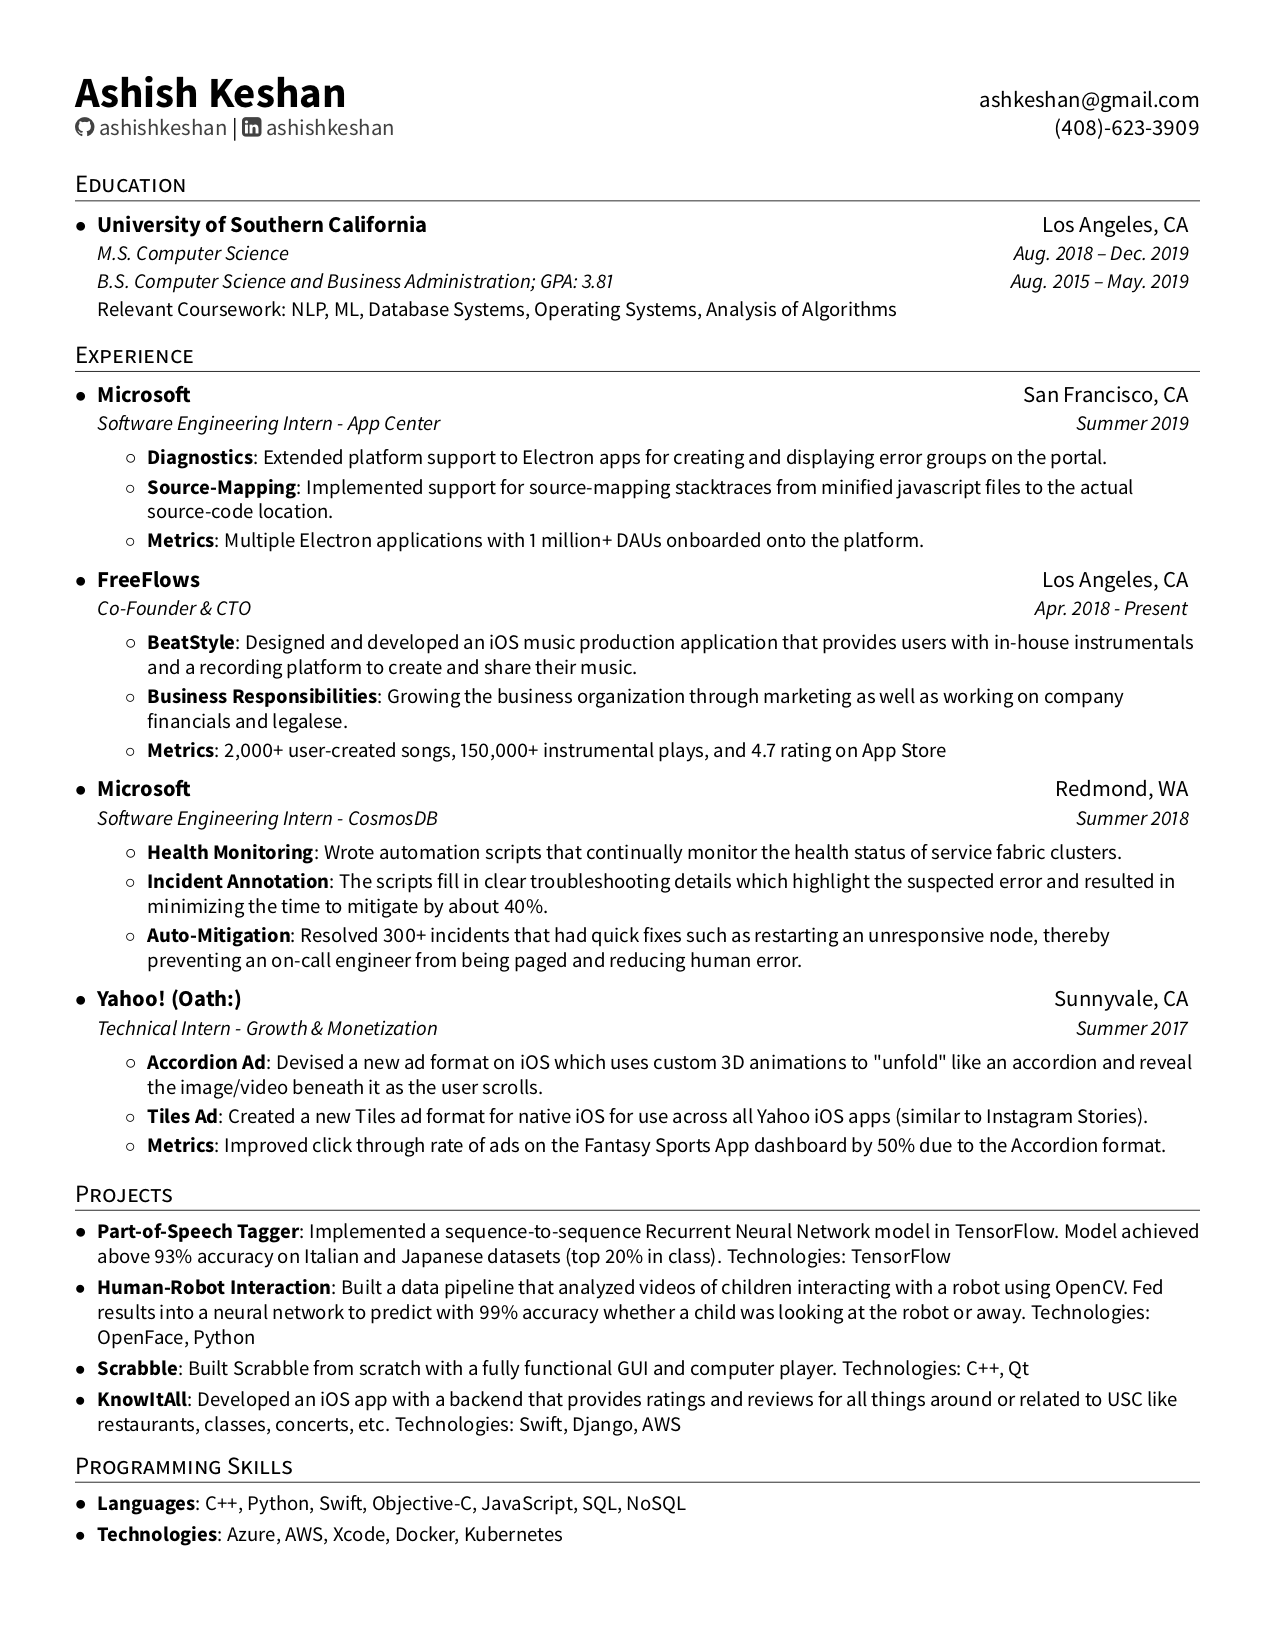 Ashish Keshan
ashkeshan@gmail.com
ashishkeshan | ashishkeshan
(408)-623-3909
EDUCATION
• University of Southern California Los Angeles, CA
M.S. Computer Science Aug. 2018 – Dec. 2019
B.S. Computer Science and Business Administration; GPA: 3.81 Aug. 2015 – May. 2019
Relevant Coursework: NLP, ML, Database Systems, Operating Systems, Analysis of Algorithms
EXPERIENCE
• Microsoft San Francisco, CA
Software Engineering Intern - App Center Summer 2019
○ Diagnostics: Extended platform support to Electron apps for creating and displaying error groups on the portal.
○ Source-Mapping: Implemented support for source-mapping stacktraces from minified javascript files to the actual
source-code location.
○ Metrics: Multiple Electron applications with 1 million+ DAUs onboarded onto the platform.
• FreeFlows Los Angeles, CA
Co-Founder & CTO Apr. 2018 - Present
○ BeatStyle: Designed and developed an iOS music production application that provides users with in-house instrumentals
and a recording platform to create and share their music.
○ Business Responsibilities: Growing the business organization through marketing as well as working on company
financials and legalese.
○ Metrics: 2,000+ user-created songs, 150,000+ instrumental plays, and 4.7 rating on App Store
• Microsoft Redmond, WA
Software Engineering Intern - CosmosDB Summer 2018
○ Health Monitoring: Wrote automation scripts that continually monitor the health status of service fabric clusters.
○ Incident Annotation: The scripts fill in clear troubleshooting details which highlight the suspected error and resulted in
minimizing the time to mitigate by about 40%.
○ Auto-Mitigation: Resolved 300+ incidents that had quick fixes such as restarting an unresponsive node, thereby
preventing an on-call engineer from being paged and reducing human error.
• Yahoo! (Oath:) Sunnyvale, CA
Technical Intern - Growth & Monetization Summer 2017
○ Accordion Ad: Devised a new ad format on iOS which uses custom 3D animations to "unfold" like an accordion and reveal
the image/video beneath it as the user scrolls.
○ Tiles Ad: Created a new Tiles ad format for native iOS for use across all Yahoo iOS apps (similar to Instagram Stories).
○ Metrics: Improved click through rate of ads on the Fantasy Sports App dashboard by 50% due to the Accordion format.
PROJECTS
• Part-of-Speech Tagger: Implemented a sequence-to-sequence Recurrent Neural Network model in TensorFlow. Model achieved
above 93% accuracy on Italian and Japanese datasets (top 20% in class). Technologies: TensorFlow
• Human-Robot Interaction: Built a data pipeline that analyzed videos of children interacting with a robot using OpenCV. Fed
results into a neural network to predict with 99% accuracy whether a child was looking at the robot or away. Technologies:
OpenFace, Python
• Scrabble: Built Scrabble from scratch with a fully functional GUI and computer player. Technologies: C++, Qt
• KnowItAll: Developed an iOS app with a backend that provides ratings and reviews for all things around or related to USC like
restaurants, classes, concerts, etc. Technologies: Swift, Django, AWS
PROGRAMMING SKILLS
• Languages: C++, Python, Swift, Objective-C, JavaScript, SQL, NoSQL
• Technologies: Azure, AWS, Xcode, Docker, Kubernetes